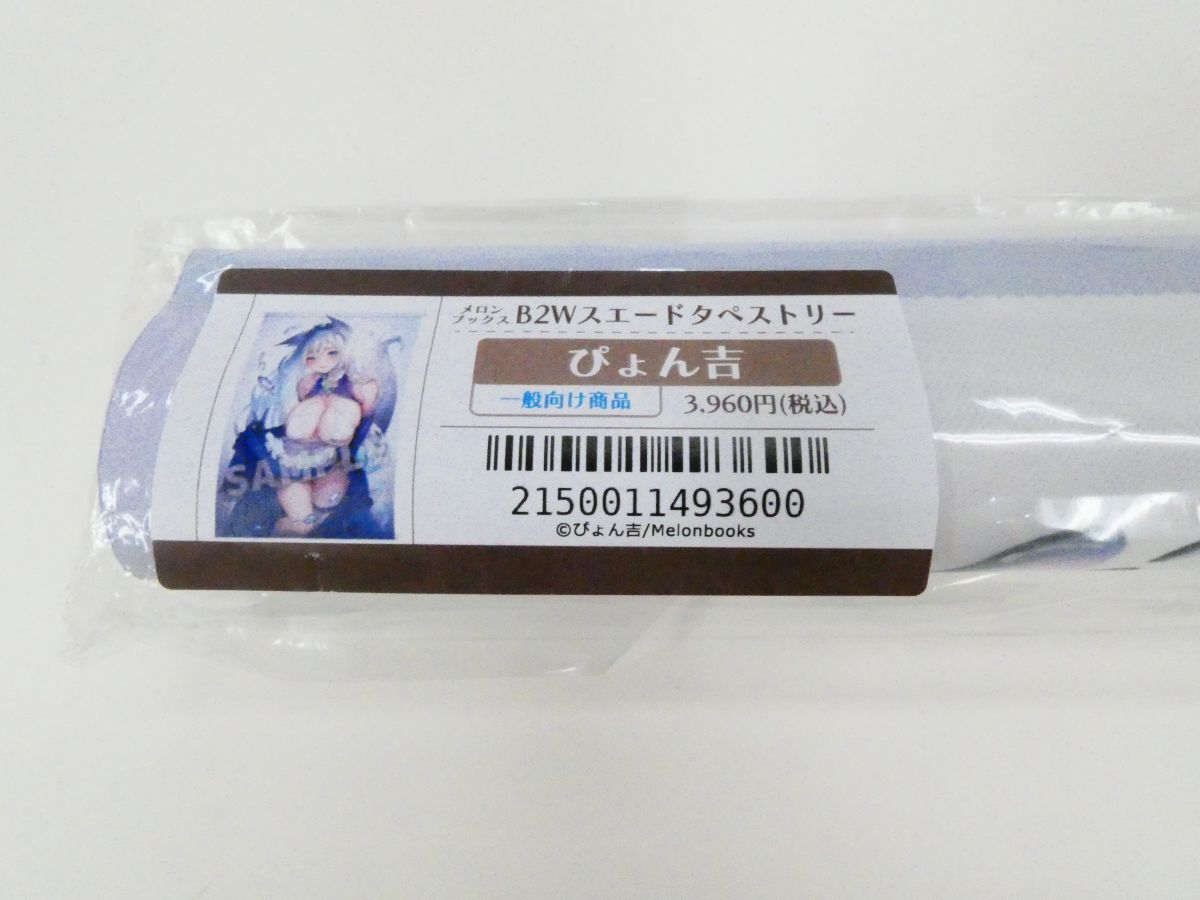 メロンブックス B2Wスエードタペストリー
ぴょん吉
一般向け商品 3,960円(税込)
2150011493600
©ぴょん吉/Melonbooks
SAMPLE